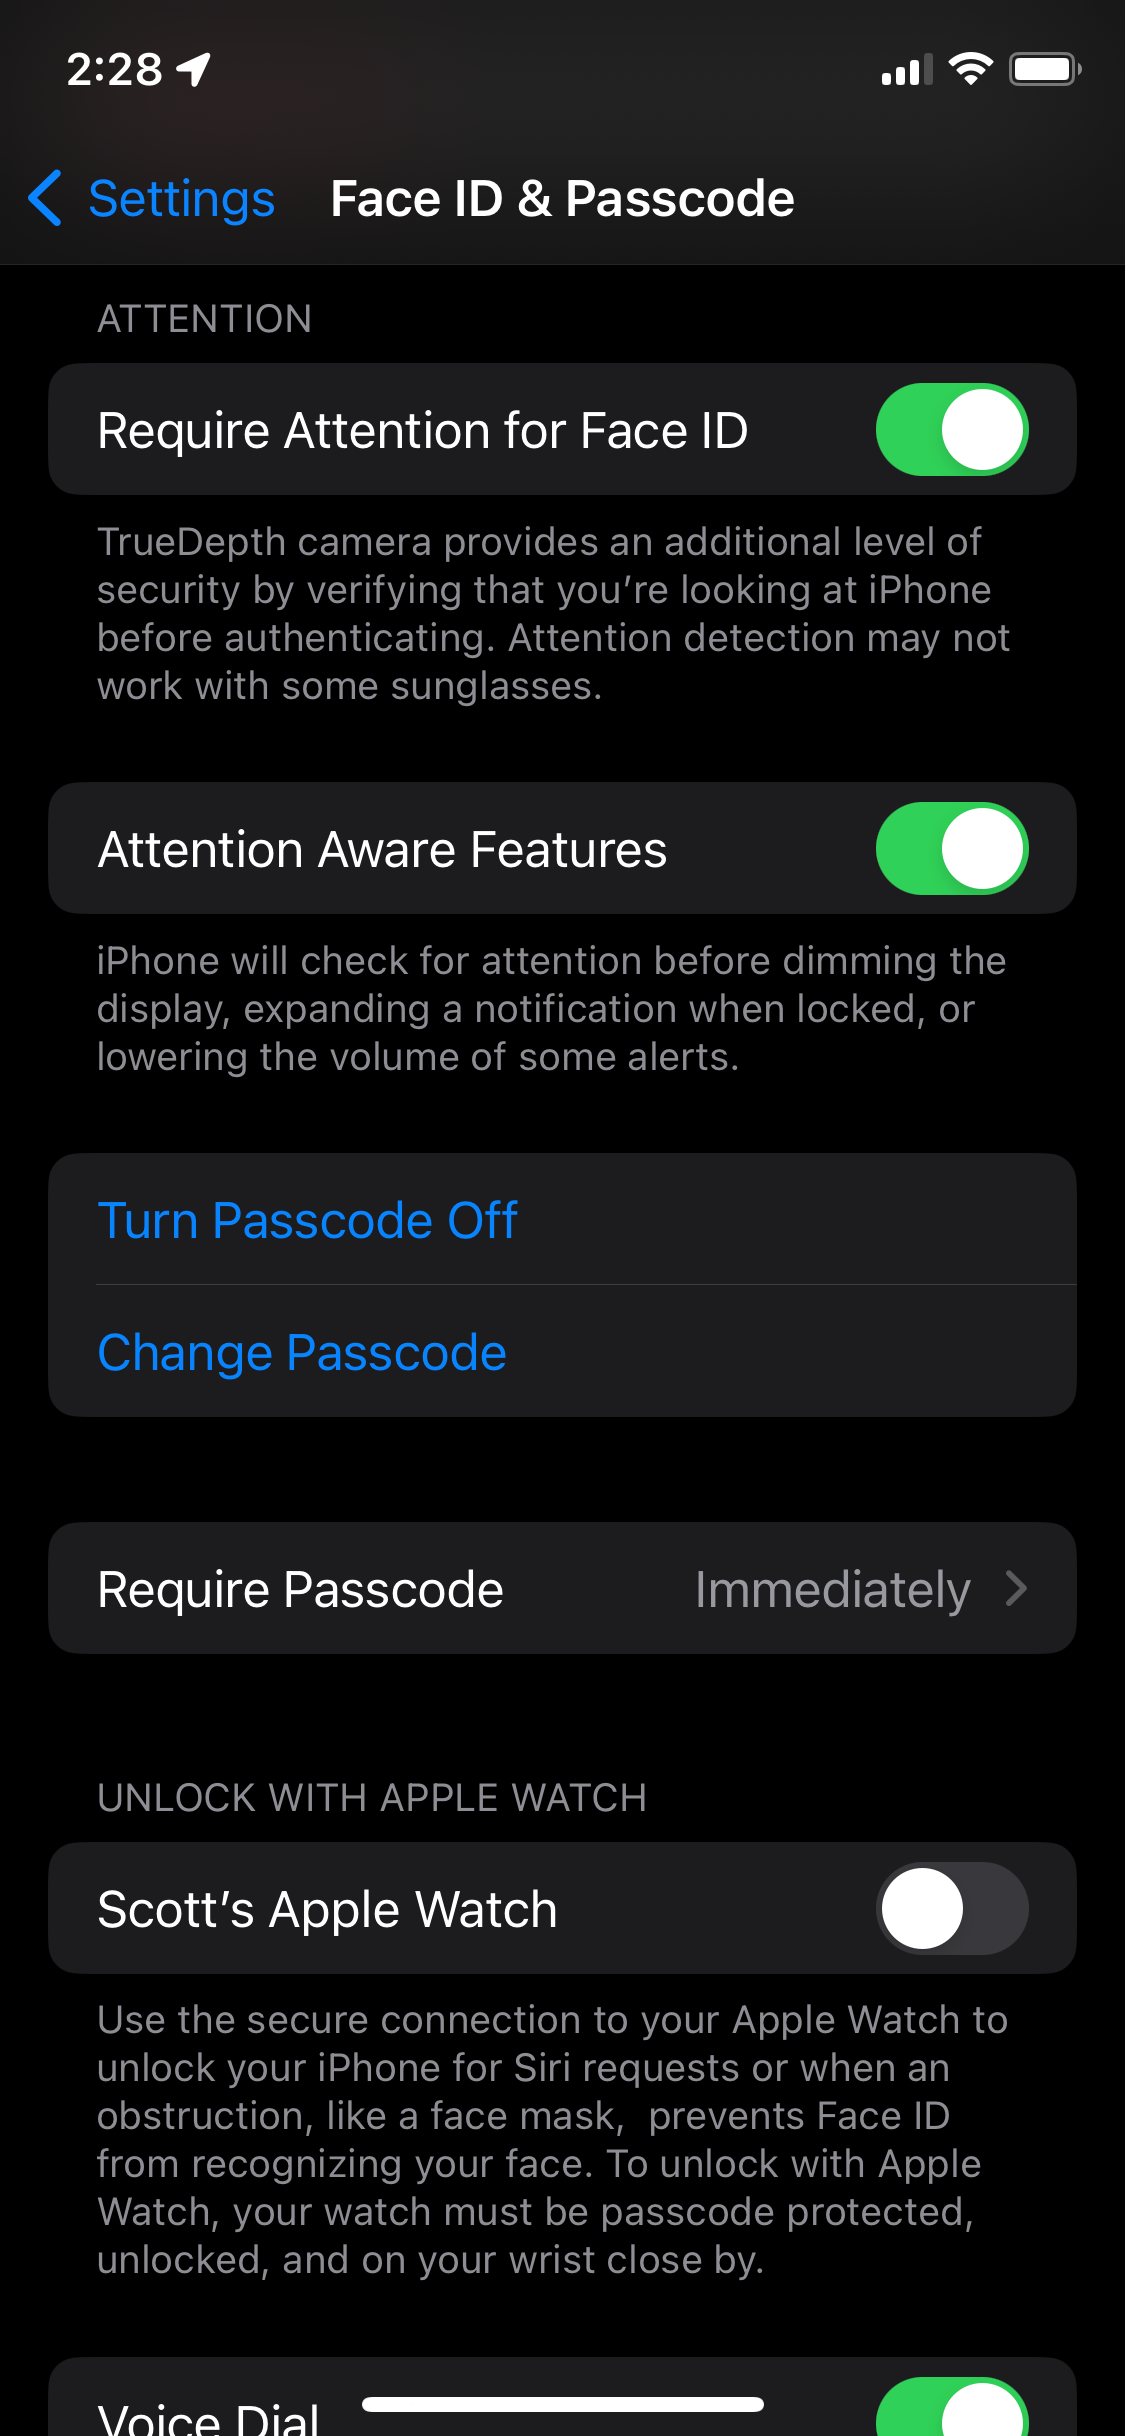 2:28
Settings
Face ID & Passcode
ATTENTION
Require Attention for Face ID
TrueDepth camera provides an additional level of
security by verifying that you’re looking at iPhone
before authenticating. Attention detection may not
work with some sunglasses.
Attention Aware Features
iPhone will check for attention before dimming the
display, expanding a notification when locked, or
lowering the volume of some alerts.
Turn Passcode Off
Change Passcode
Require Passcode
Immediately
UNLOCK WITH APPLE WATCH
Scott’s Apple Watch
Use the secure connection to your Apple Watch to
unlock your iPhone for Siri requests or when an
obstruction, like a face mask,  prevents Face ID
from recognizing your face. To unlock with Apple
Watch, your watch must be passcode protected,
unlocked, and on your wrist close by.
Voice Dial